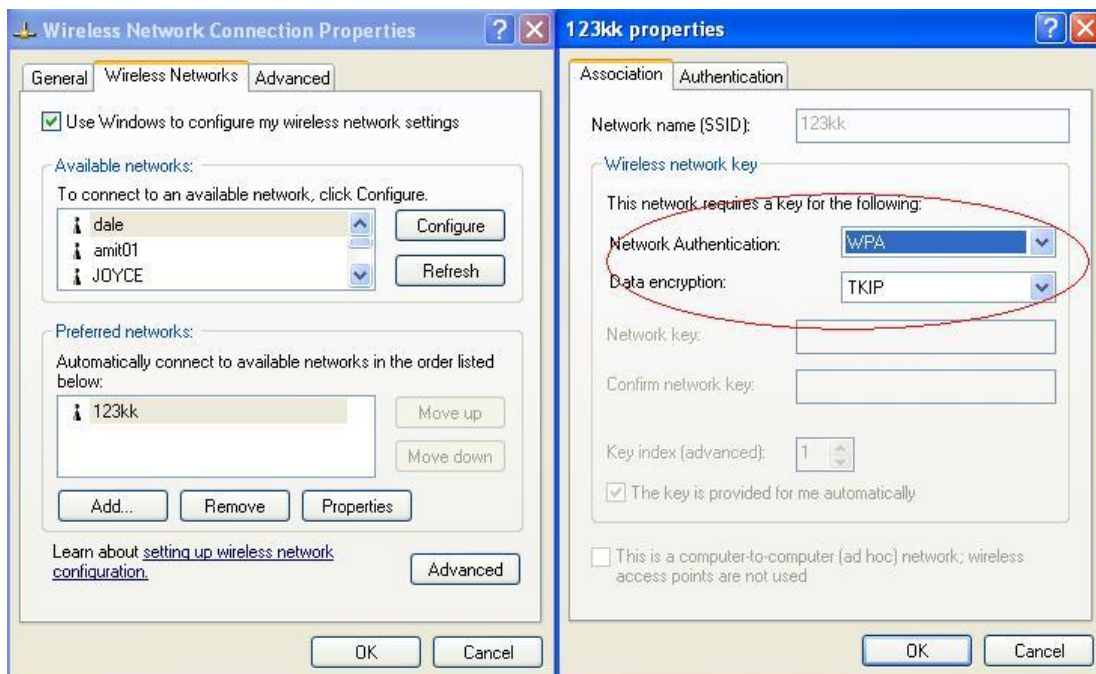 Wireless Network Connection Properties
General Wireless Networks Advanced
Use Windows to configure my wireless network settings
Available networks:
To connect to an available network, click Configure.
dale
amit01
JOYCE
Configure
Refresh
Preferred networks:
Automatically connect to available networks in the order listed
below:
123kk
Move up
Move down
Add...
Remove
Properties
Learn about setting up wireless network
configuration.
Advanced
OK
Cancel
123kk properties
Association Authentication
Network name (SSID): 123kk
Wireless network key
This network requires a key for the following:
Network Authentication: WPA
Data encryption: TKIP
Network key:
Confirm network key:
Key index (advanced): 1
The key is provided for me automatically
This is a computer-to-computer (ad hoc) network; wireless
access points are not used
OK
Cancel